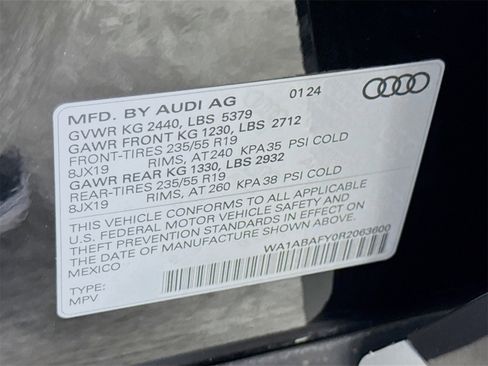 MFD. BY AUDI AG 01 24
GVWR KG 2440, LBS 5379
GAWR FRONT KG 1230, LBS 2712
FRONT-TIRES 235/55 R19
8JX19 RIMS, AT 240 KPA 35 PSI COLD
GAWR REAR KG 1330, LBS 2932
REAR-TIRES 235/55 R19
8JX19 RIMS, AT 260 KPA 38 PSI COLD
THIS VEHICLE CONFORMS TO ALL APPLICABLE
U.S. FEDERAL MOTOR VEHICLE SAFETY AND
THEFT PREVENTION STANDARDS IN EFFECT ON
THE DATE OF MANUFACTURE SHOWN ABOVE.
MEXICO
WA1ABAFY0R2063600
TYPE:
MPV